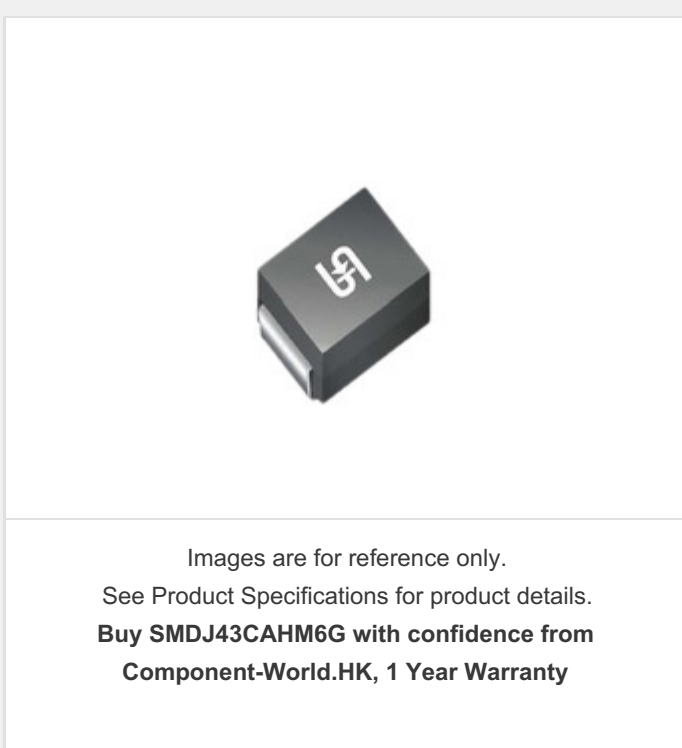 Images are for reference only.
See Product Specifications for product details.
Buy SMDJ43CAHM6G with confidence from
Component-World.HK, 1 Year Warranty